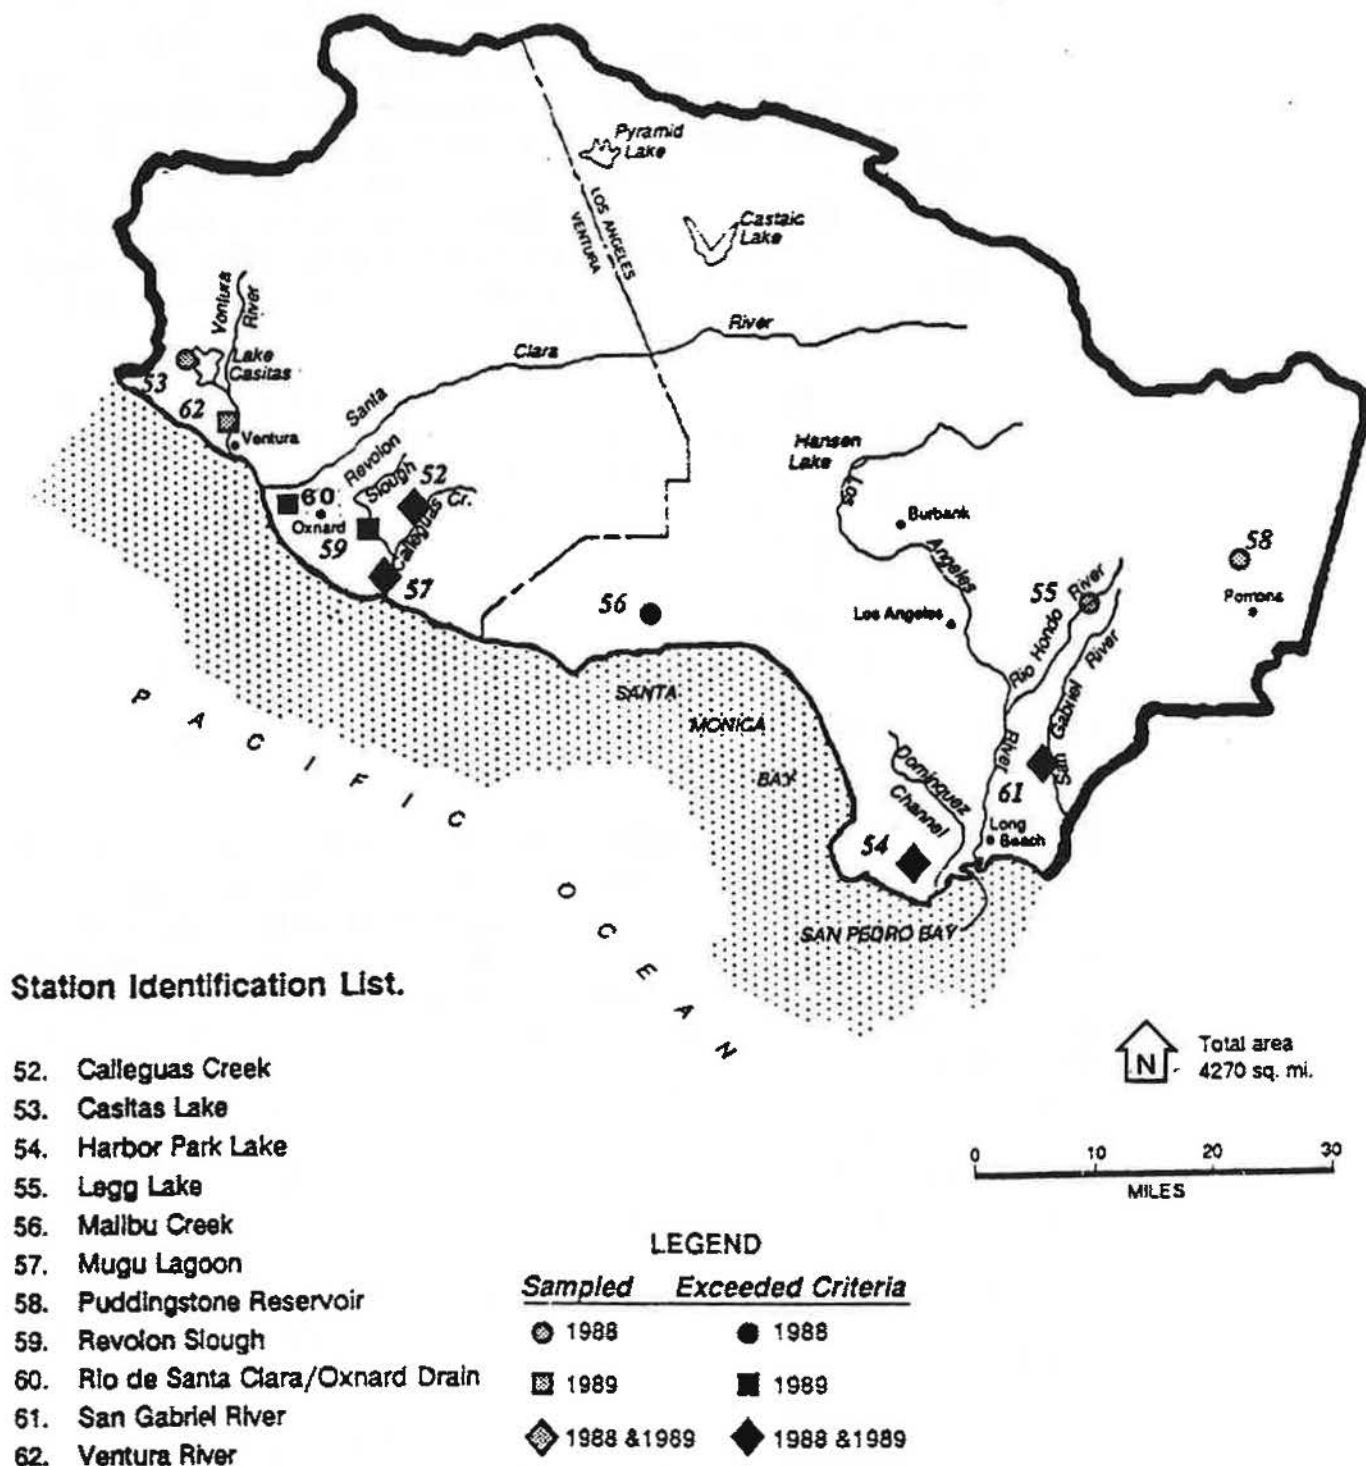 Pyramid
Lake
LOS ANGELES
VENTURA
Castaic
Lake
Ventura
River
Lake
Casitas
53
62
Ventura
Santa
Clara
River
Revolon
Slough
52
Calleguas Cr.
60
Oxnard
59
57
Hansen
Lake
Los
Angeles
River
Burbank
Los Angeles
56
55
Rio Hondo
River
58
Pomona
San
Gabriel
River
61
Dominguez
Channel
54
Long
Beach
SANTA
MONICA
BAY
SAN PEDRO BAY
PACIFIC
OCEAN
Station Identification List.
52. Calleguas Creek
53. Casitas Lake
54. Harbor Park Lake
55. Legg Lake
56. Malibu Creek
57. Mugu Lagoon
58. Puddingstone Reservoir
59. Revolon Slough
60. Rio de Santa Clara/Oxnard Drain
61. San Gabriel River
62. Ventura River
N
Total area
4270 sq. mi.
0 10 20 30
MILES
LEGEND
Sampled Exceeded Criteria
1988 1988
1989 1989
1988 &1989 1988 &1989